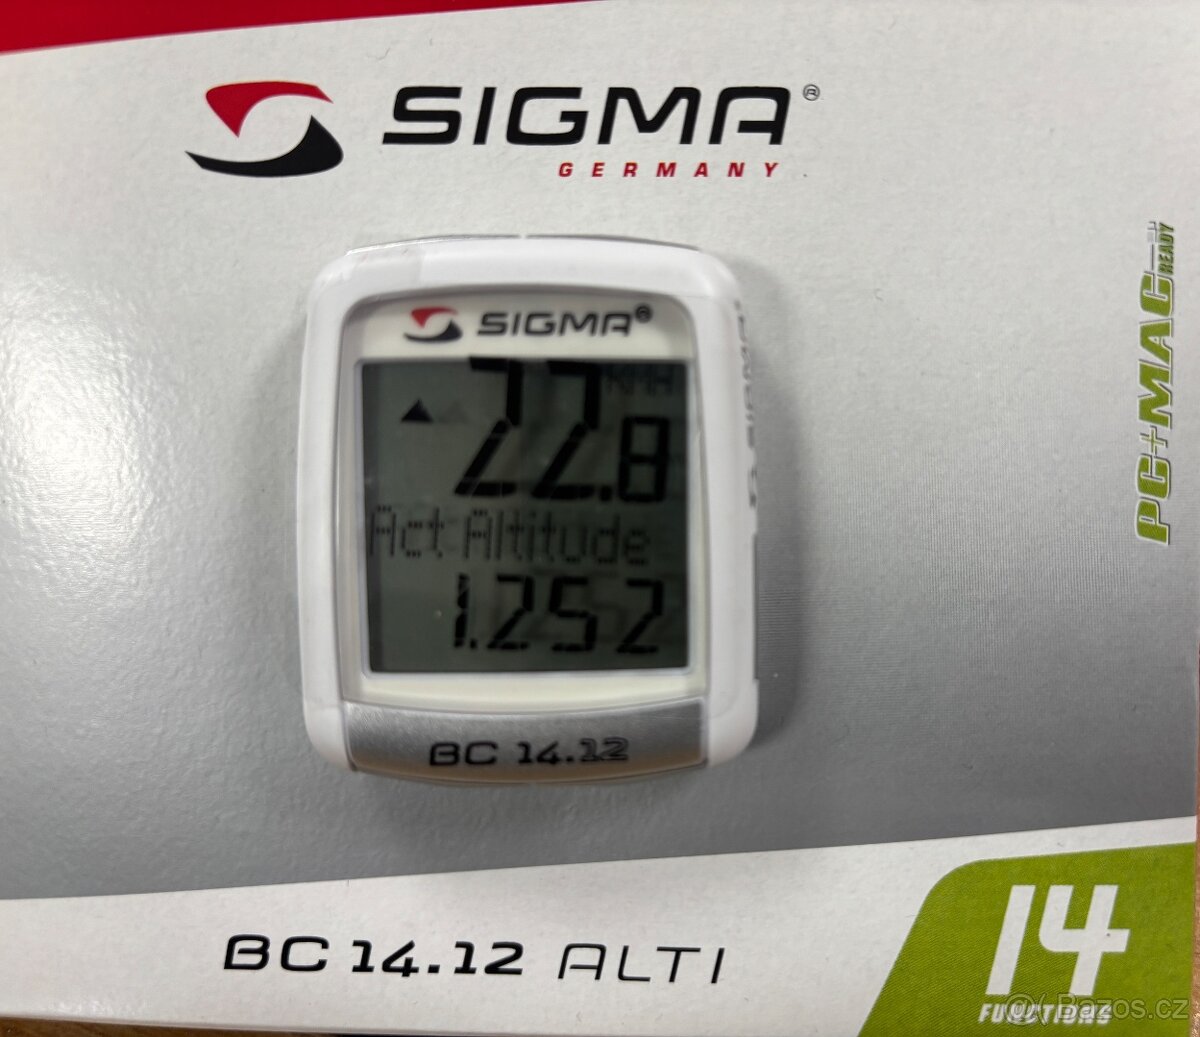 SIGMA®
GERMANY
PC+MAC READY
SIGMA®
22.8 KMH
Act Altitude
1.252
BC 14.12
BC 14.12 ALTI
14
FUNCTIONS
Bazos.cz